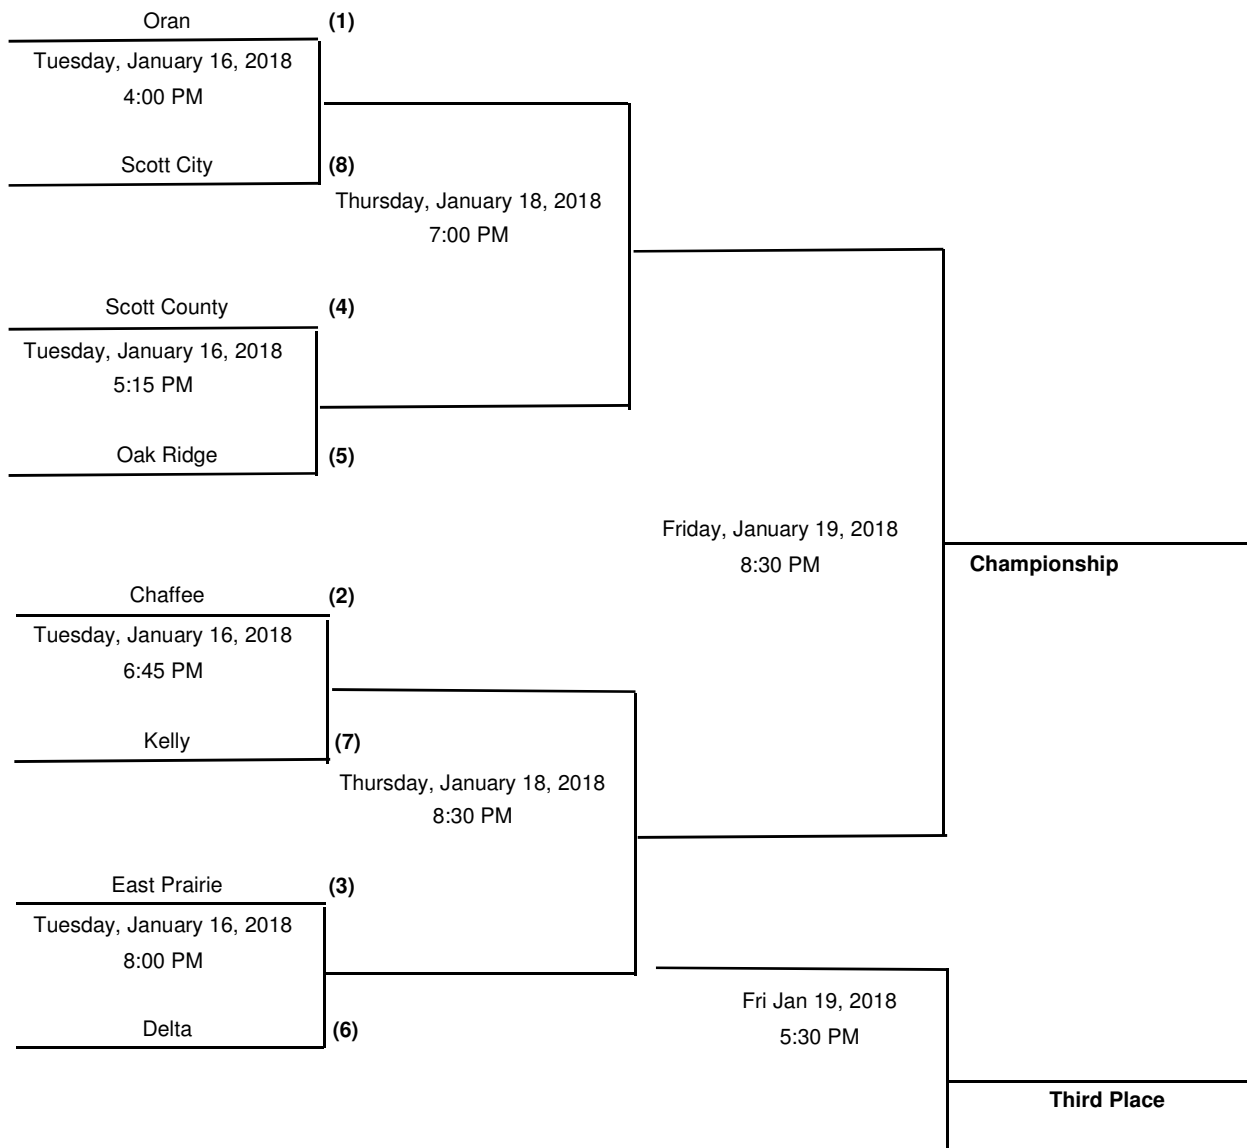 Oran (1)
Tuesday, January 16, 2018
4:00 PM
Scott City (8)
Thursday, January 18, 2018
7:00 PM
Scott County (4)
Tuesday, January 16, 2018
5:15 PM
Oak Ridge (5)
Friday, January 19, 2018
8:30 PM
Championship
Chaffee (2)
Tuesday, January 16, 2018
6:45 PM
Kelly (7)
Thursday, January 18, 2018
8:30 PM
East Prairie (3)
Tuesday, January 16, 2018
8:00 PM
Delta (6)
Fri Jan 19, 2018
5:30 PM
Third Place